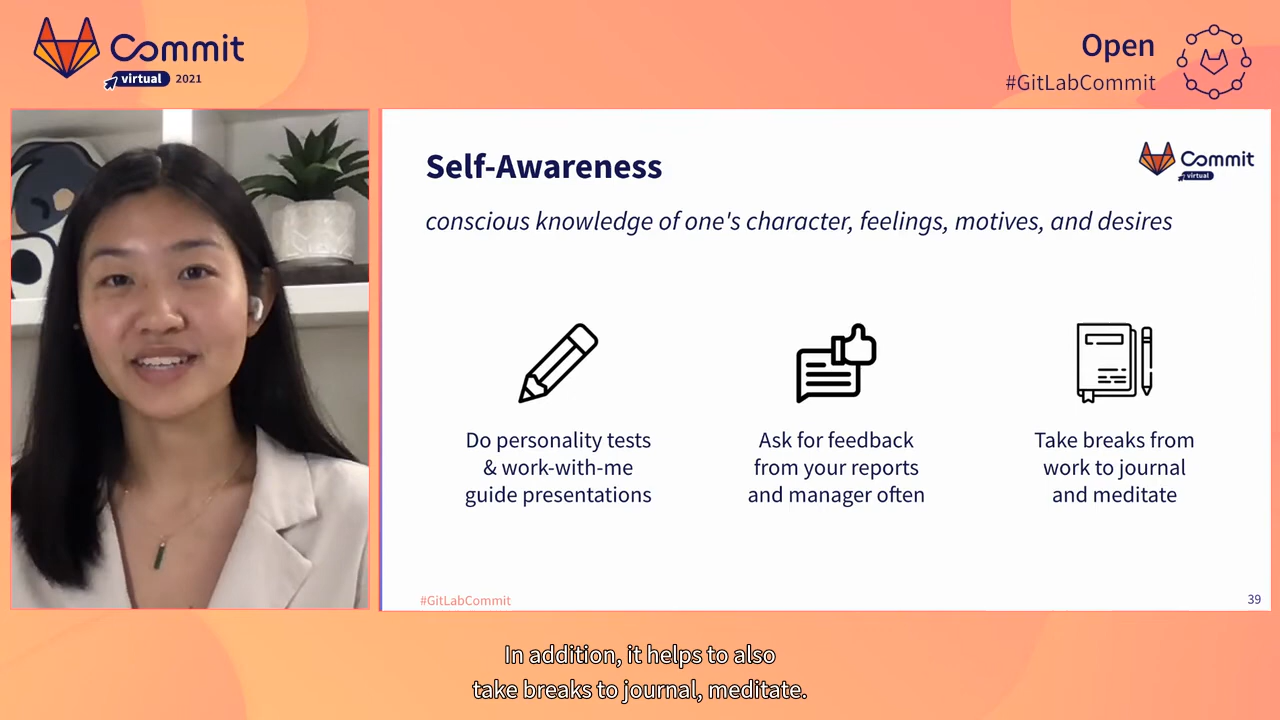 Commit
virtual 2021
Open
#GitLabCommit
Self-Awareness
Commit
virtual
conscious knowledge of one's character, feelings, motives, and desires
Do personality tests
& work-with-me
guide presentations
Ask for feedback
from your reports
and manager often
Take breaks from
work to journal
and meditate
#GitLabCommit
39
In addition, it helps to also
take breaks to journal, meditate.